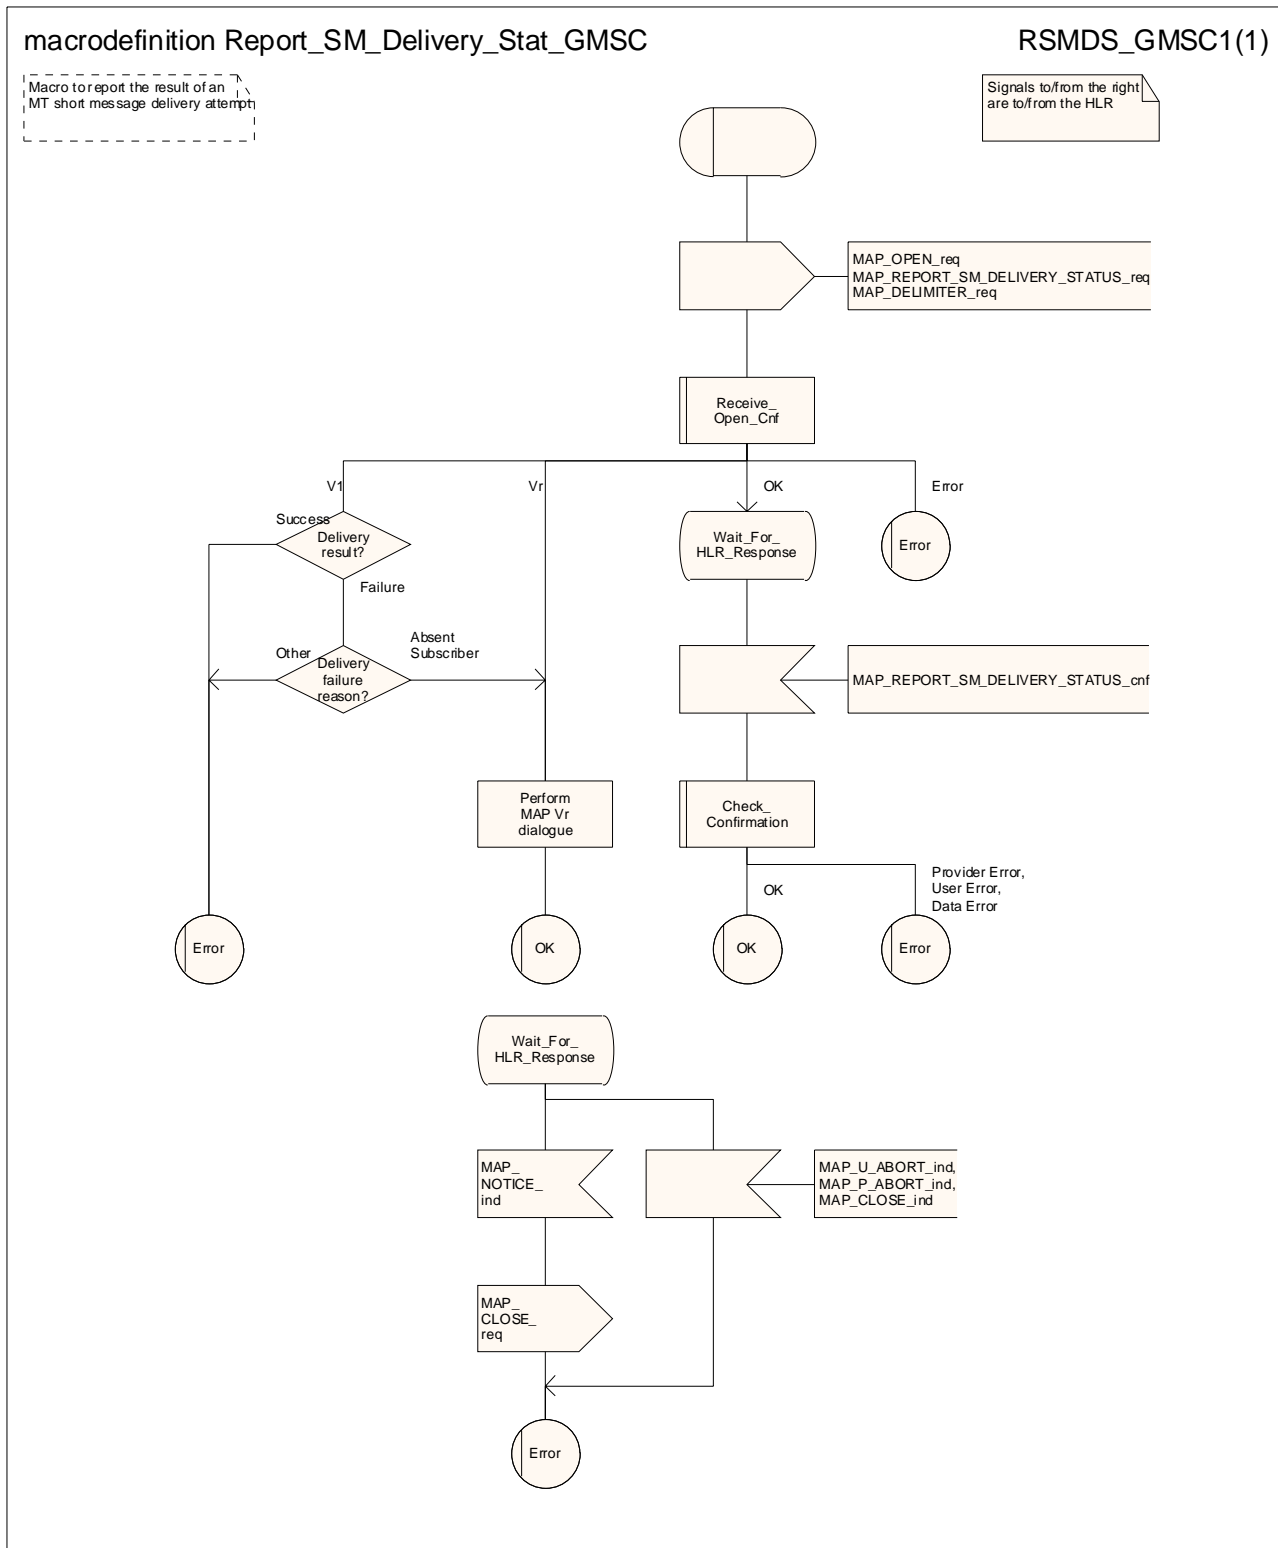 macrodefinition Report_SM_Delivery_Stat_GMSC
RSMDS_GMSC1(1)
Macro to report the result of an
MT short message delivery attempt
Signals to/from the right
are to/from the HLR
MAP_OPEN_req
MAP_REPORT_SM_DELIVERY_STATUS_req
MAP_DELIMITER_req
Receive_
Open_Cnf
V1
Vr
OK
Error
Success
Delivery
result?
Wait_For_
HLR_Response
Error
Failure
Other
Absent
Subscriber
Delivery
failure
reason?
MAP_REPORT_SM_DELIVERY_STATUS_cnf
Perform
MAP Vr
dialogue
Check_
Confirmation
OK
Provider Error,
User Error,
Data Error
Error
OK
OK
Error
Wait_For_
HLR_Response
MAP_
NOTICE_
ind
MAP_U_ABORT_ind,
MAP_P_ABORT_ind,
MAP_CLOSE_ind
MAP_
CLOSE_
req
Error